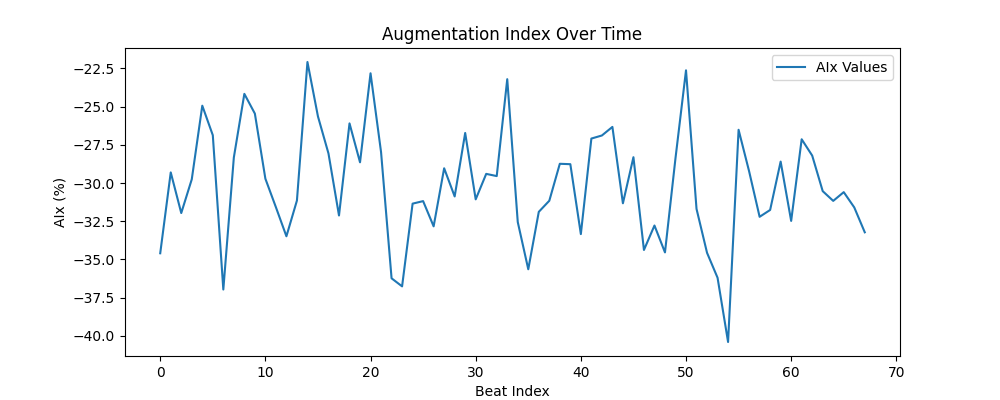 Augmentation Index Over Time
AIx Values
AIx (%)
−22.5
−25.0
−27.5
−30.0
−32.5
−35.0
−37.5
−40.0
0 10 20 30 40 50 60 70
Beat Index